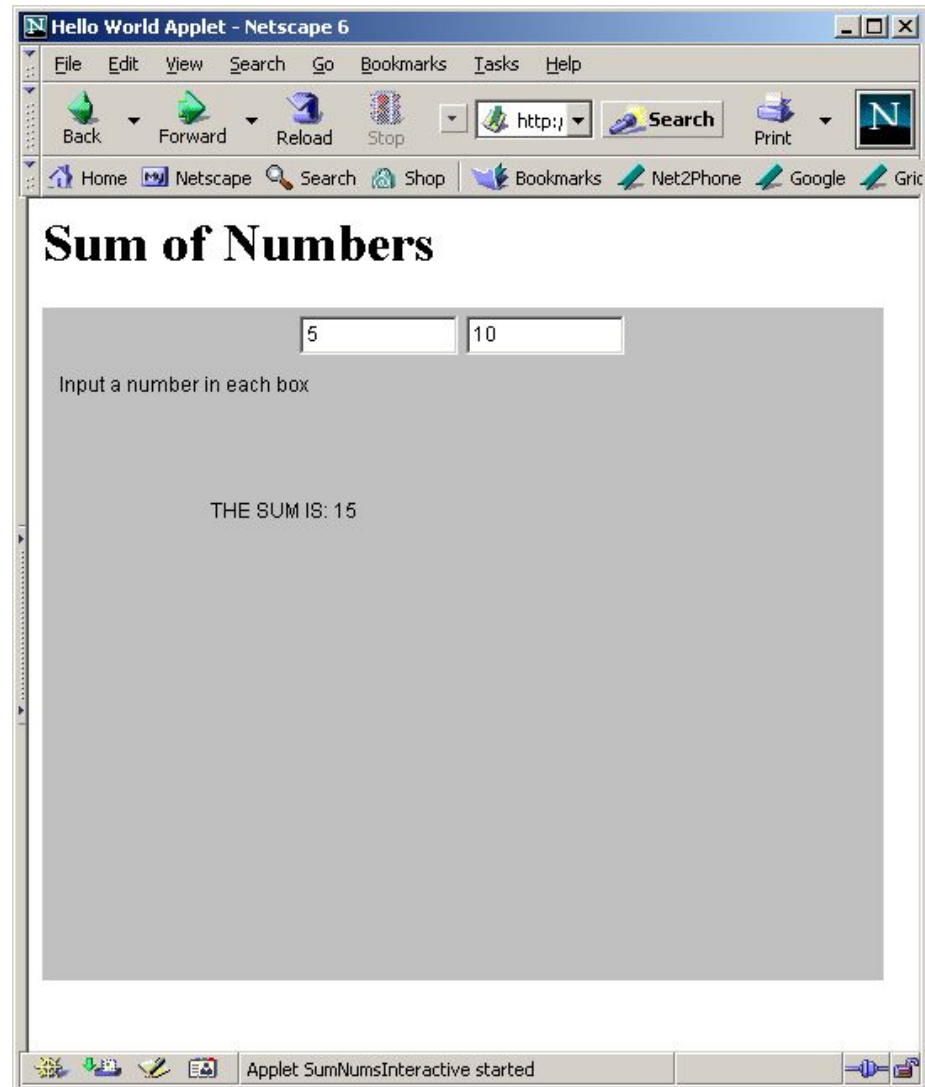 Hello World Applet - Netscape 6
File Edit View Search Go Bookmarks Tasks Help
Back Forward Reload Stop http:/ Search Print N
Home My Netscape Search Shop Bookmarks Net2Phone Google Gric
Sum of Numbers
5 10
Input a number in each box
THE SUM IS: 15
Applet SumNumsInteractive started